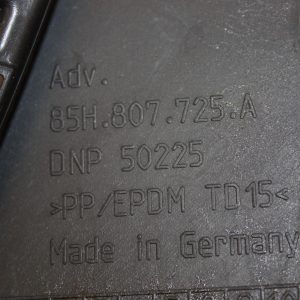 Adv.
85H.807.725.A
DNP 50225
>PP/EPDM TD15<
Made in Germany